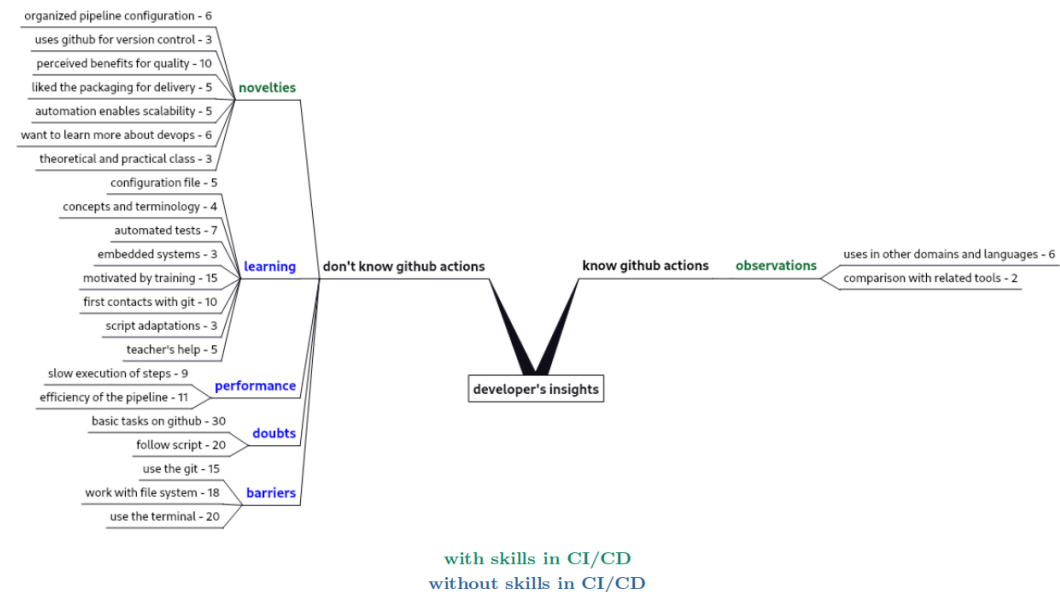 organized pipeline configuration - 6
uses github for version control - 3
perceived benefits for quality - 10
liked the packaging for delivery - 5
automation enables scalability - 5
want to learn more about devops - 6
theoretical and practical class - 3
novelties
configuration file - 5
concepts and terminology - 4
automated tests - 7
embedded systems - 3
motivated by training - 15
first contacts with git - 10
script adaptations - 3
teacher's help - 5
learning
slow execution of steps - 9
efficiency of the pipeline - 11
performance
basic tasks on github - 30
follow script - 20
doubts
use the git - 15
work with file system - 18
use the terminal - 20
barriers
don't know github actions
know github actions
observations
uses in other domains and languages - 6
comparison with related tools - 2
developer's insights
with skills in CI/CD
without skills in CI/CD